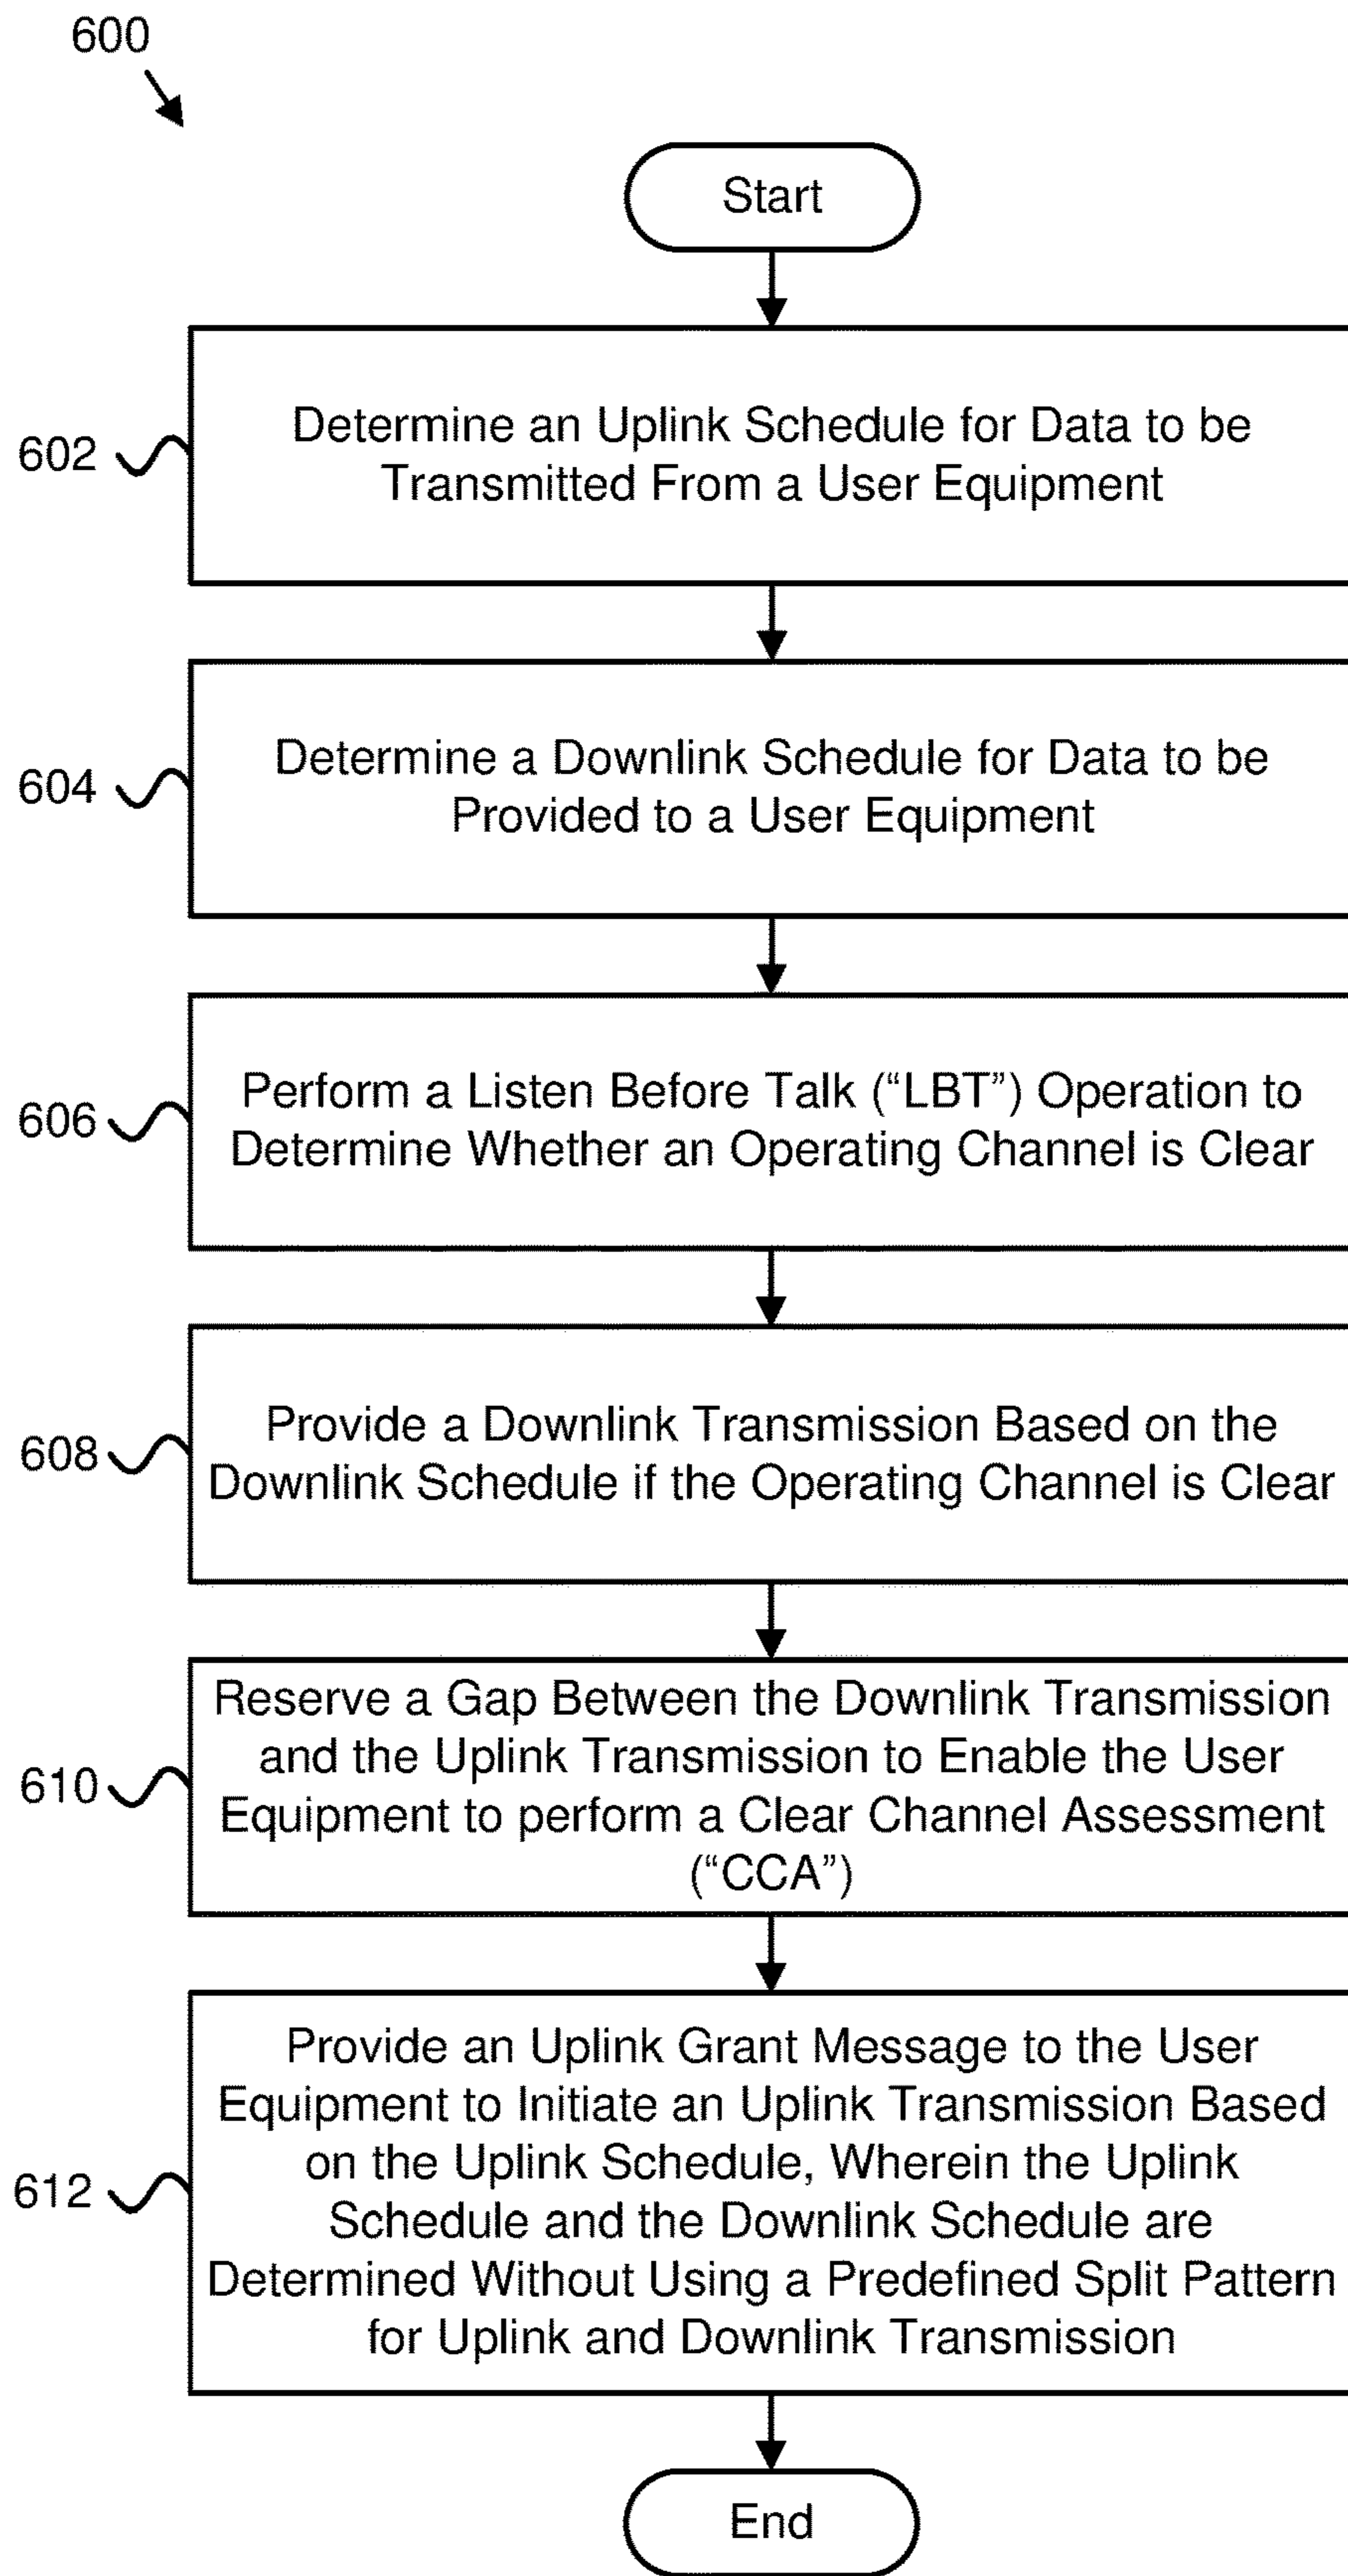 600
Start
602
Determine an Uplink Schedule for Data to be
Transmitted From a User Equipment
604
Determine a Downlink Schedule for Data to be
Provided to a User Equipment
606
Perform a Listen Before Talk (“LBT”) Operation to
Determine Whether an Operating Channel is Clear
608
Provide a Downlink Transmission Based on the
Downlink Schedule if the Operating Channel is Clear
610
Reserve a Gap Between the Downlink Transmission
and the Uplink Transmission to Enable the User
Equipment to perform a Clear Channel Assessment
(“CCA”)
612
Provide an Uplink Grant Message to the User
Equipment to Initiate an Uplink Transmission Based
on the Uplink Schedule, Wherein the Uplink
Schedule and the Downlink Schedule are
Determined Without Using a Predefined Split Pattern
for Uplink and Downlink Transmission
End